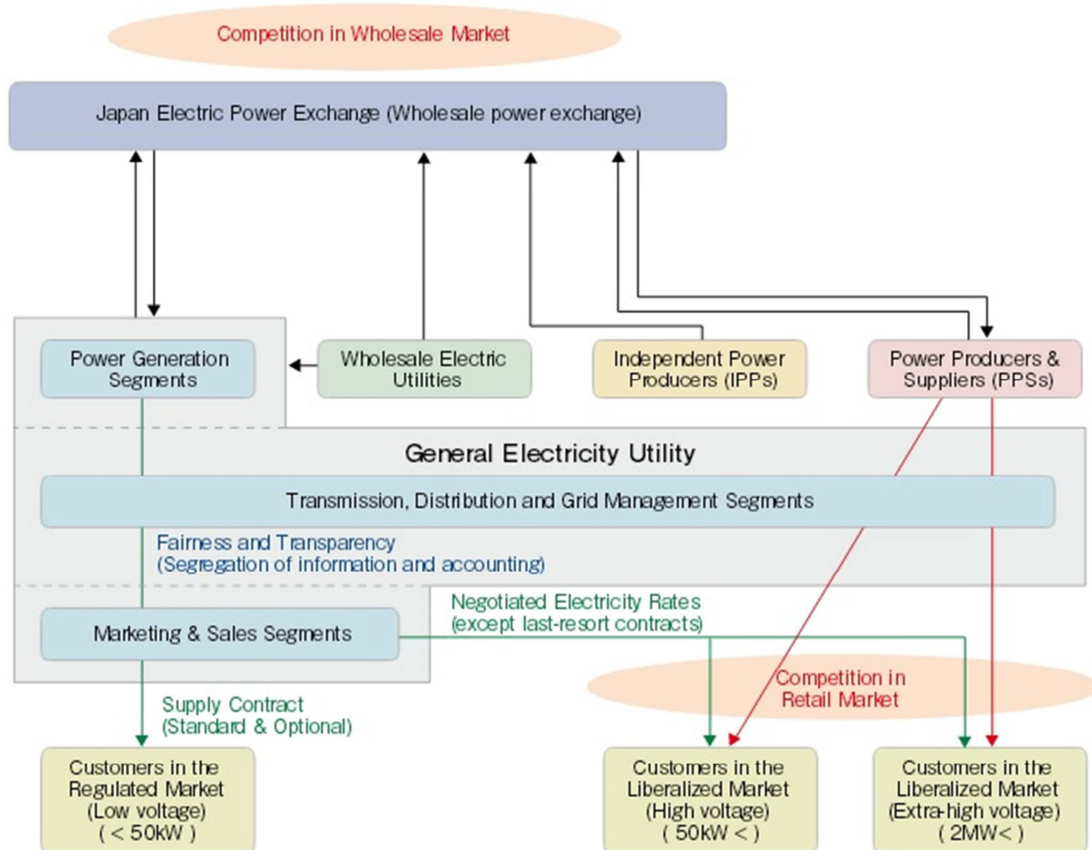 Competition in Wholesale Market
Japan Electric Power Exchange (Wholesale power exchange)
Power Generation
Segments
Wholesale Electric
Utilities
Independent Power
Producers (IPPs)
Power Producers &
Suppliers (PPSs)
General Electricity Utility
Transmission, Distribution and Grid Management Segments
Fairness and Transparency
(Segregation of information and accounting)
Marketing & Sales Segments
Negotiated Electricity Rates
(except last-resort contracts)
Competition in
Retail Market
Supply Contract
(Standard & Optional)
Customers in the
Regulated Market
(Low voltage)
( < 50kW )
Customers in the
Liberalized Market
(High voltage)
( 50kW < )
Customers in the
Liberalized Market
(Extra-high voltage)
( 2MW< )